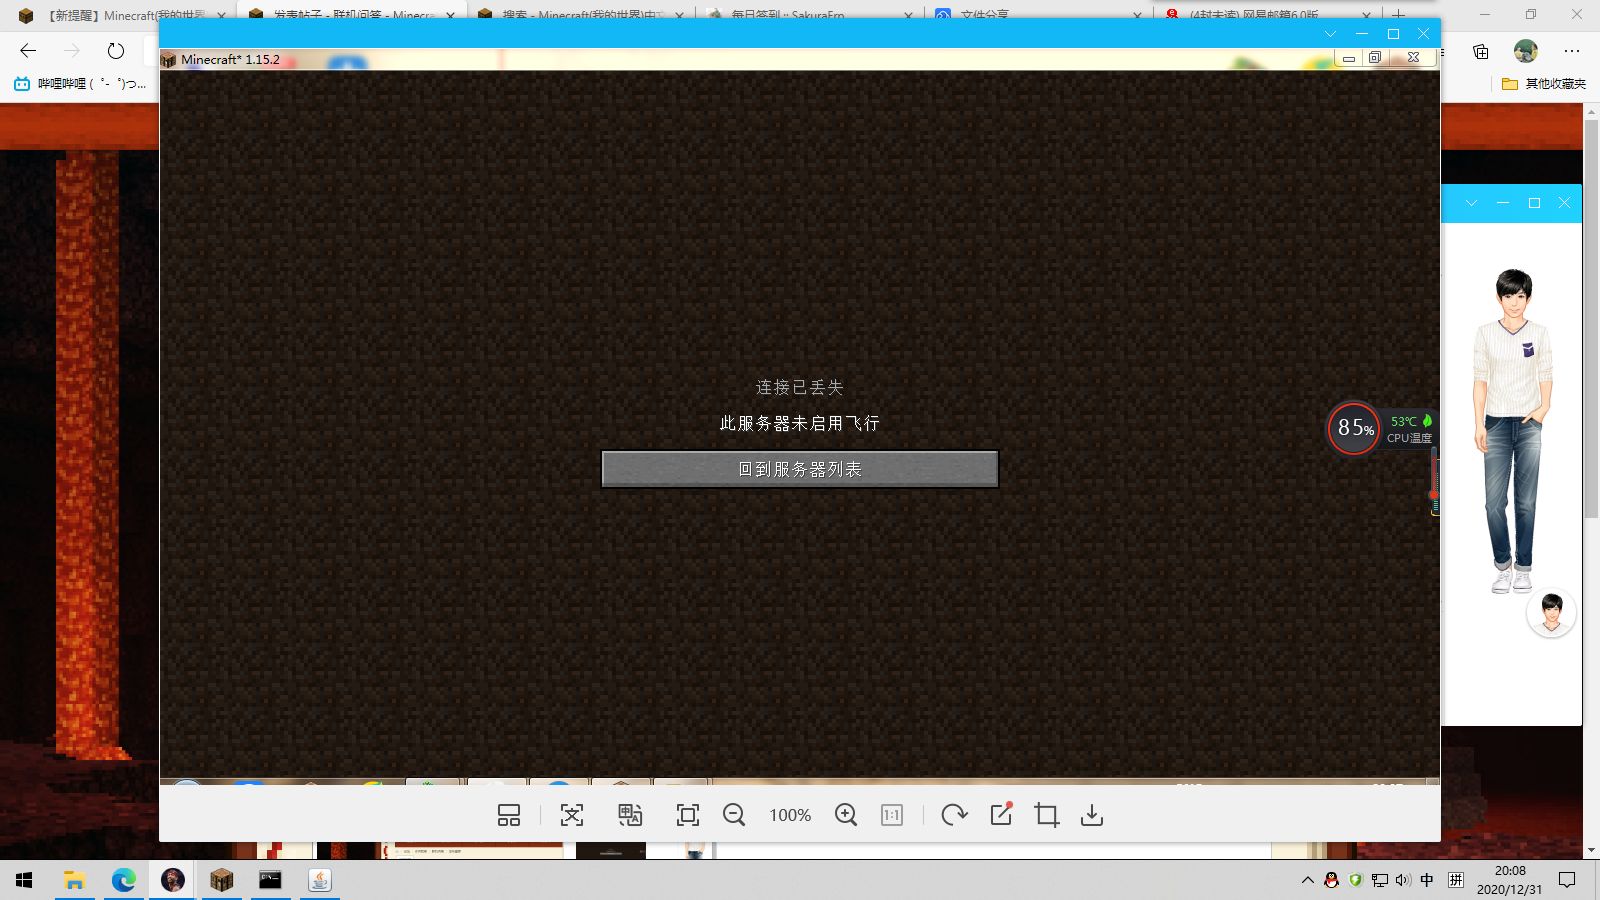 【新提醒】Minecraft(我的世界
发表帖子 - 联机问答 - Minecra
搜索 - Minecraft(我的世界)中文
每日签到 :: SakuraFrp
文件分享
(4封未读) 网易邮箱6.0版
哔哩哔哩 (゜-゜)つ...
其他收藏夹
Minecraft* 1.15.2
连接已丢失
此服务器未启用飞行
回到服务器列表
85%
53℃
CPU温度
100%
1:1
中
拼
20:08
2020/12/31